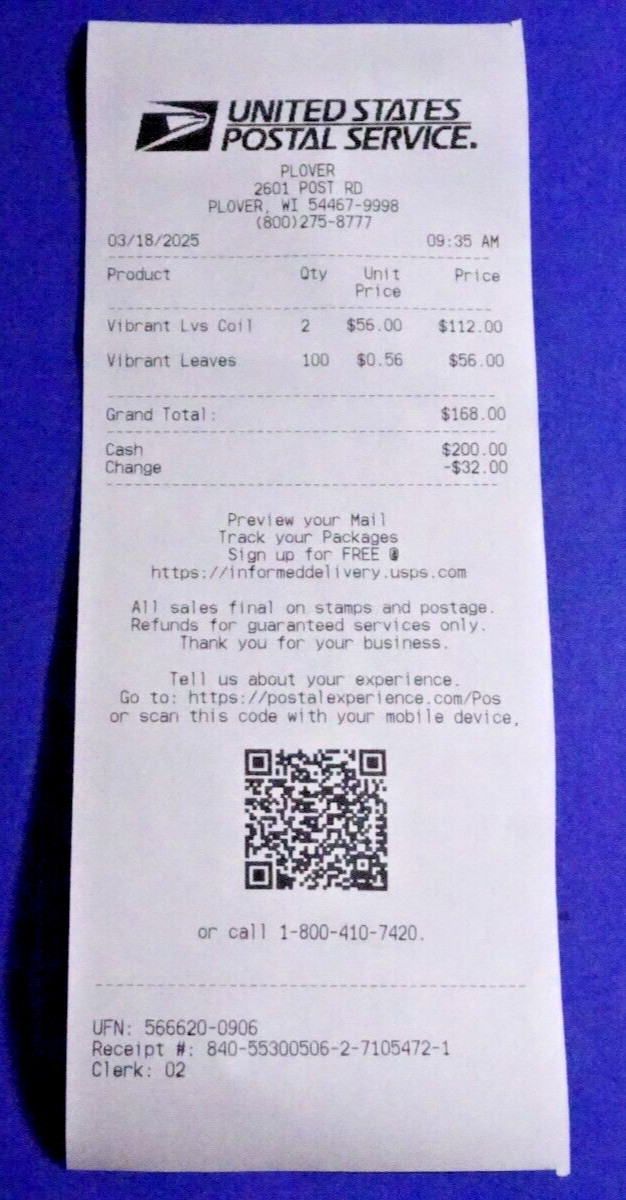 UNITED STATES
POSTAL SERVICE.
PLOVER
2601 POST RD
PLOVER, WI 54467-9998
(800)275-8777
03/18/2025 09:35 AM
Product Qty Unit Price
Price
Vibrant Lvs Coil 2 $56.00 $112.00
Vibrant Leaves 100 $0.56 $56.00
Grand Total: $168.00
Cash $200.00
Change -$32.00
Preview your Mail
Track your Packages
Sign up for FREE @
https://informeddelivery.usps.com
All sales final on stamps and postage.
Refunds for guaranteed services only.
Thank you for your business.
Tell us about your experience.
Go to: https://postalexperience.com/Pos
or scan this code with your mobile device,
or call 1-800-410-7420.
UFN: 566620-0906
Receipt #: 840-55300506-2-7105472-1
Clerk: 02